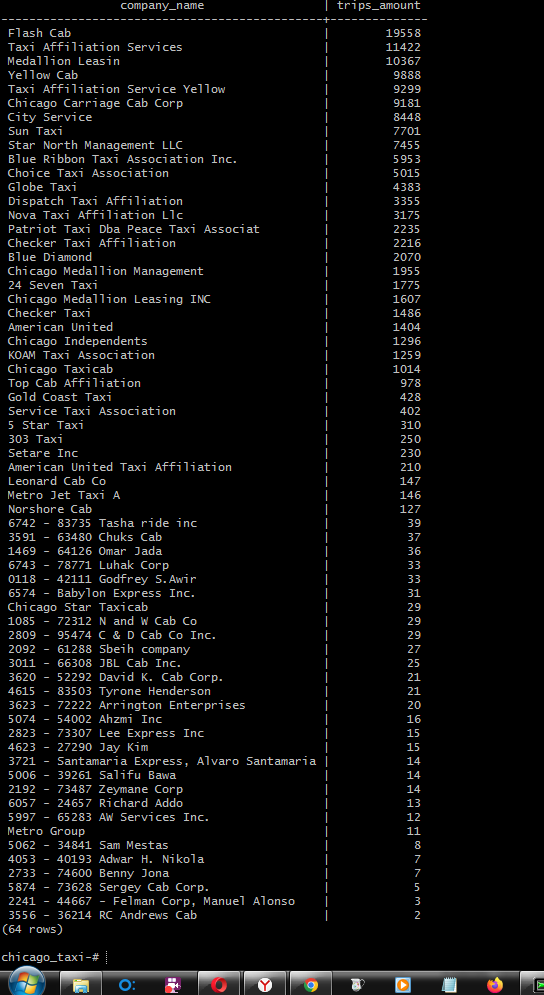 company_name | trips_amount
-------------------------------------------+--------------
Flash Cab | 19558
Taxi Affiliation Services | 11422
Medallion Leasin | 10367
Yellow Cab | 9888
Taxi Affiliation Service Yellow | 9299
Chicago Carriage Cab Corp | 9181
City Service | 8448
Sun Taxi | 7701
Star North Management LLC | 7455
Blue Ribbon Taxi Association Inc. | 5953
Choice Taxi Association | 5015
Globe Taxi | 4383
Dispatch Taxi Affiliation | 3355
Nova Taxi Affiliation Llc | 3175
Patriot Taxi Dba Peace Taxi Associat | 2235
Checker Taxi Affiliation | 2216
Blue Diamond | 2070
Chicago Medallion Management | 1955
24 Seven Taxi | 1775
Chicago Medallion Leasing INC | 1607
Checker Taxi | 1486
American United | 1404
Chicago Independents | 1296
KOAM Taxi Association | 1259
Chicago Taxicab | 1014
Top Cab Affiliation | 978
Gold Coast Taxi | 428
Service Taxi Association | 402
5 Star Taxi | 310
303 Taxi | 250
Setare Inc | 230
American United Taxi Affiliation | 210
Leonard Cab Co | 147
Metro Jet Taxi A | 146
Norshore Cab | 127
6742 - 83735 Tasha ride inc | 39
3591 - 63480 Chuks Cab | 37
1469 - 64126 Omar Jada | 36
6743 - 78771 Luhak Corp | 33
0118 - 42111 Godfrey S.Awir | 33
6574 - Babylon Express Inc. | 31
Chicago Star Taxicab | 29
1085 - 72312 N and W Cab Co | 29
2809 - 95474 C & D Cab Co Inc. | 29
2092 - 61288 Sbeih company | 27
3011 - 66308 JBL Cab Inc. | 25
3620 - 52292 David K. Cab Corp. | 21
4615 - 83503 Tyrone Henderson | 21
3623 - 72222 Arrington Enterprises | 20
5074 - 54002 Ahzmi Inc | 16
2823 - 73307 Lee Express Inc | 15
4623 - 27290 Jay Kim | 15
3721 - Santamaria Express, Alvaro Santamaria | 14
5006 - 39261 Salifu Bawa | 14
2192 - 73487 Zeymane Corp | 14
6057 - 24657 Richard Addo | 13
5997 - 65283 AW Services Inc. | 12
Metro Group | 11
5062 - 34841 Sam Mestas | 8
4053 - 40193 Adwar H. Nikola | 7
2733 - 74600 Benny Jona | 7
5874 - 73628 Sergey Cab Corp. | 5
2241 - 44667 - Felman Corp, Manuel Alonso | 3
3556 - 36214 RC Andrews Cab | 2
(64 rows)
chicago_taxi-#